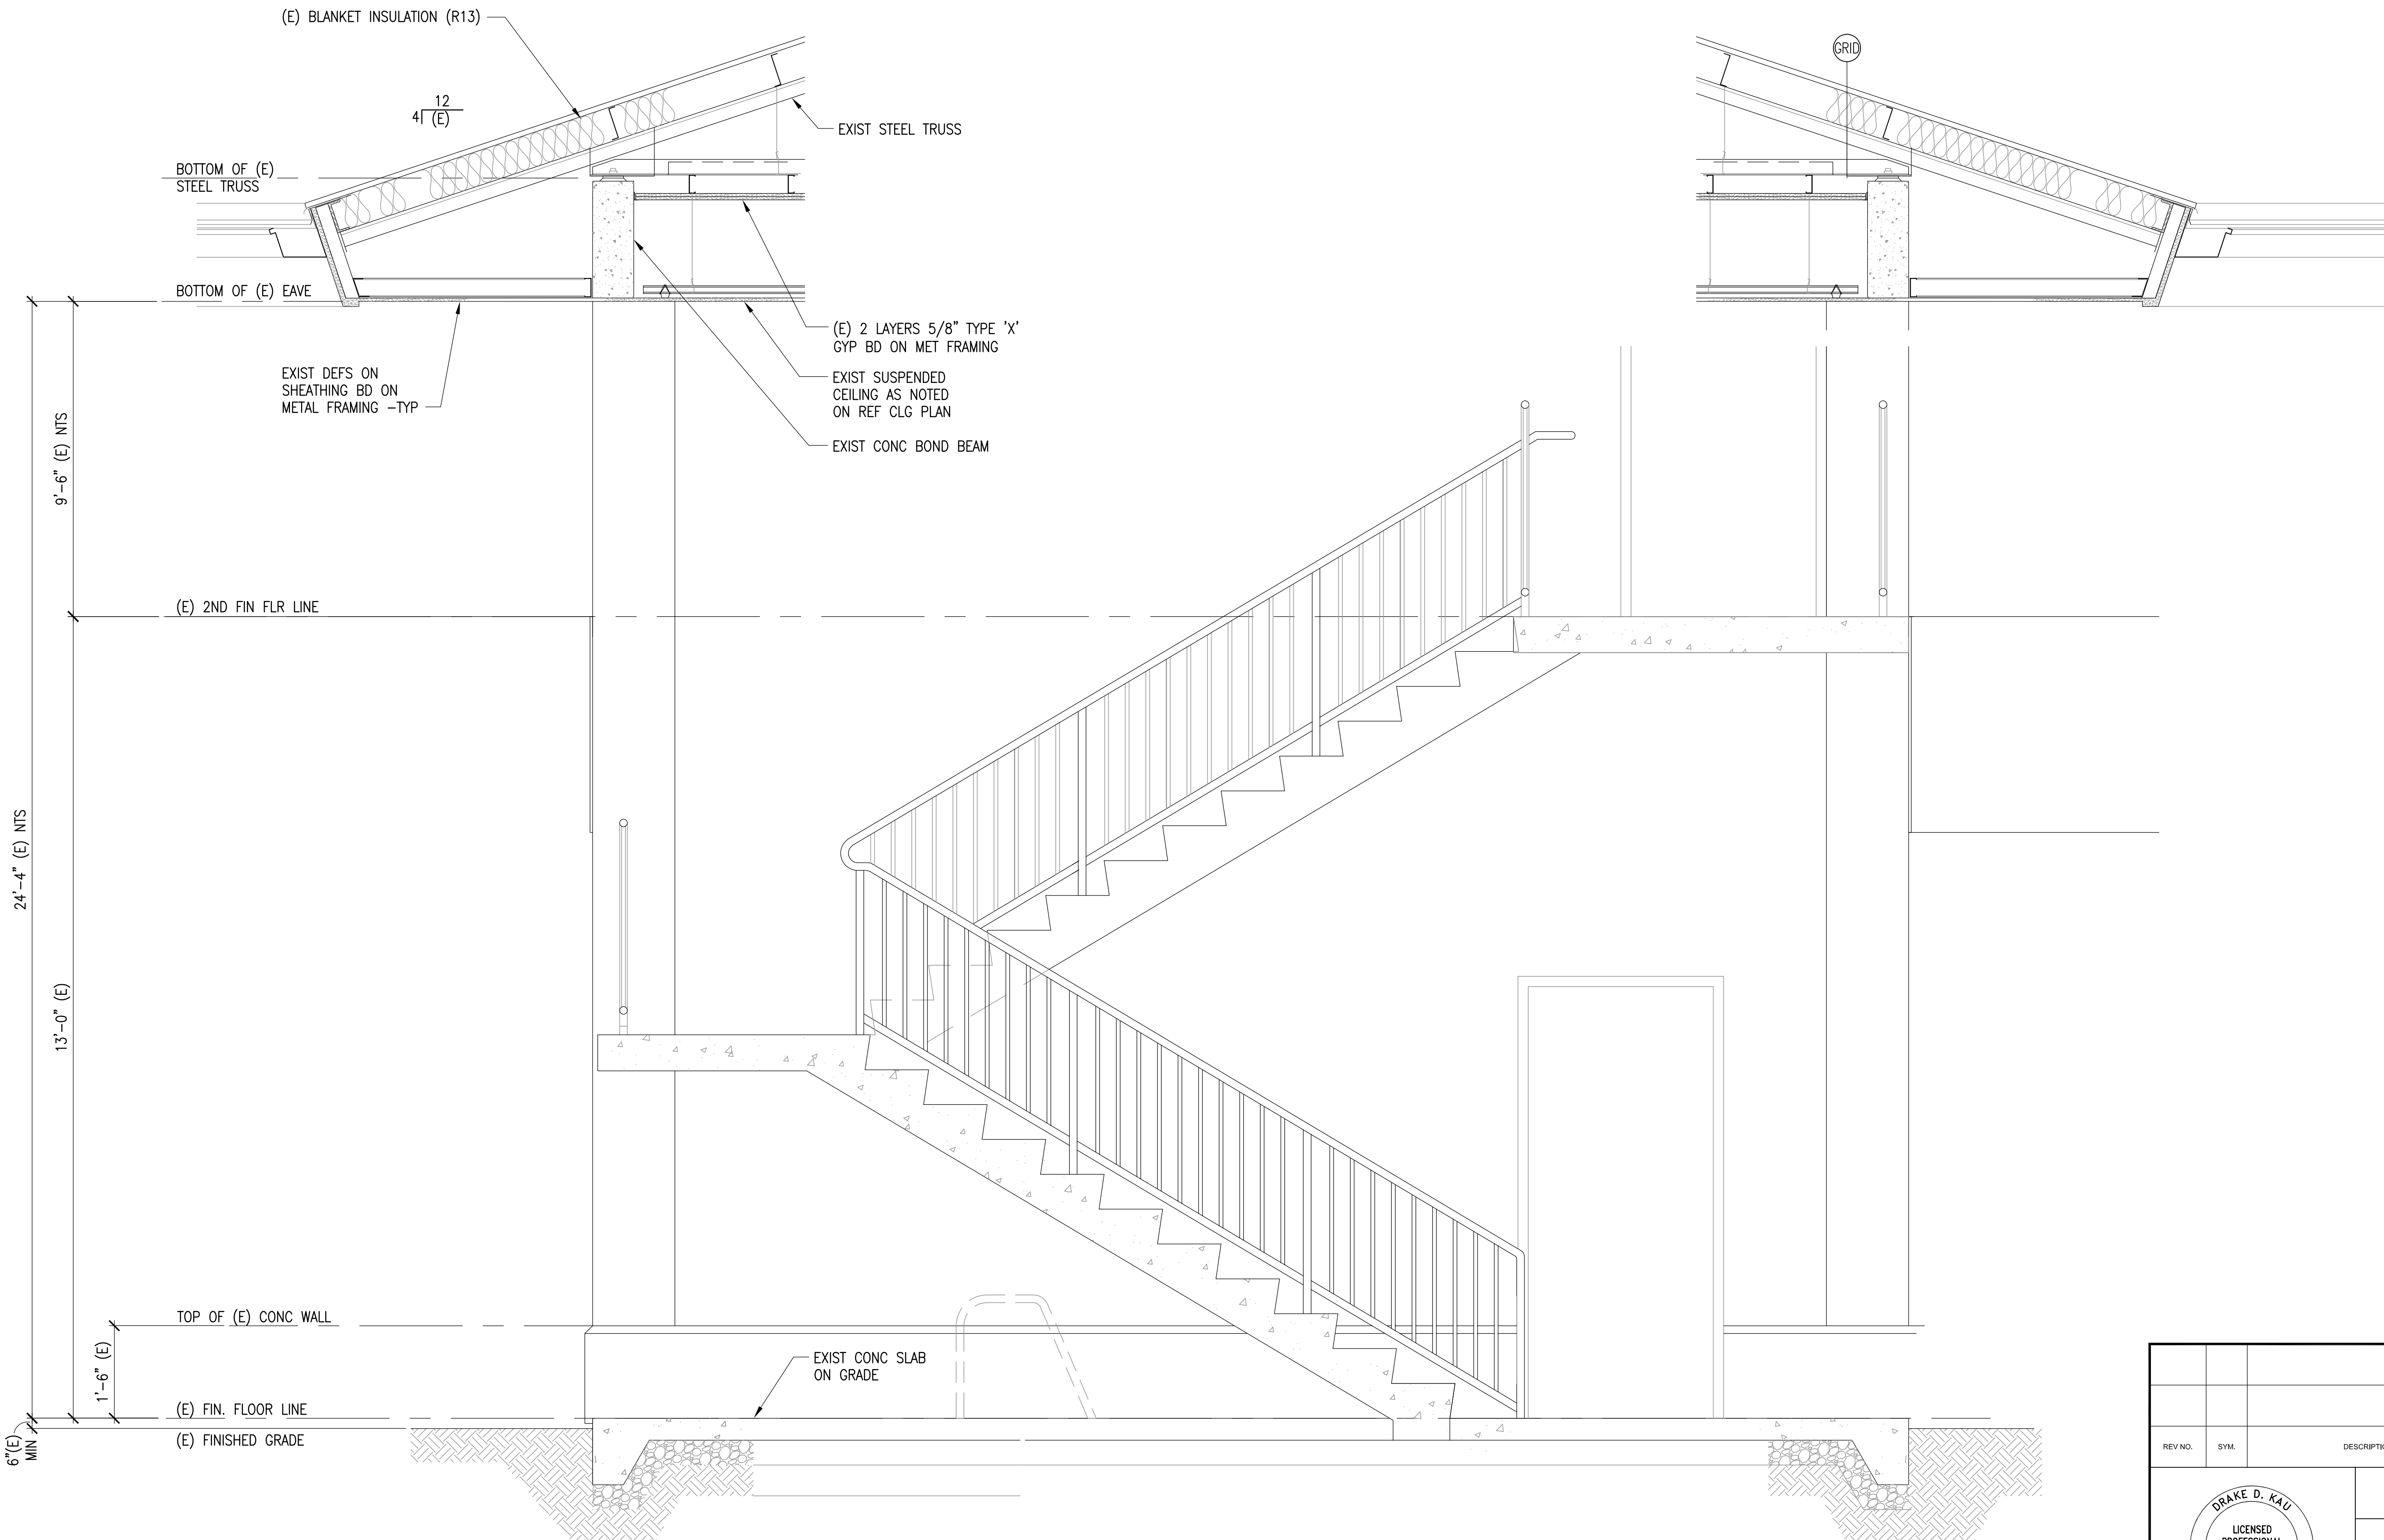 (E) BLANKET INSULATION (R13)
GRID
12
4 (E)
EXIST STEEL TRUSS
BOTTOM OF (E)
STEEL TRUSS
BOTTOM OF (E) EAVE
(E) 2 LAYERS 5/8" TYPE 'X'
GYP BD ON MET FRAMING
EXIST DEFS ON
SHEATHING BD ON
METAL FRAMING -TYP
EXIST SUSPENDED
CEILING AS NOTED
ON REF CLG PLAN
EXIST CONC BOND BEAM
9'-6" (E) NTS
(E) 2ND FIN FLR LINE
24'-4" (E) NTS
13'-0" (E)
TOP OF (E) CONC WALL
1'-6" (E)
EXIST CONC SLAB
ON GRADE
(E) FIN. FLOOR LINE
(E) FINISHED GRADE
6"(E)
MIN
REV NO. SYM.
DRAKE D. KAU
LICENSED